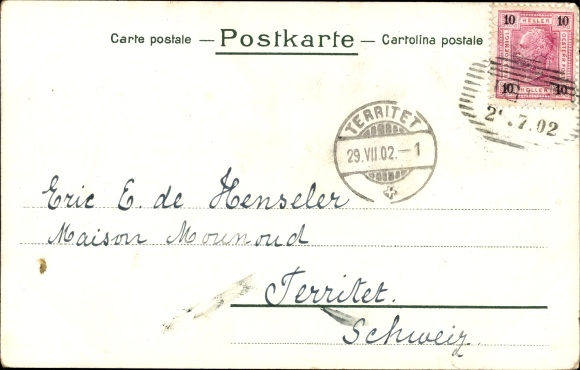 Carte postale — Postkarte — Cartolina postale
10 HELLER 10
10 HELLER 10
7.02
TERRITET
29.VII.02.—1
Eric E. de Henseler
Maison Mounoud
Territet.
Schweiz.